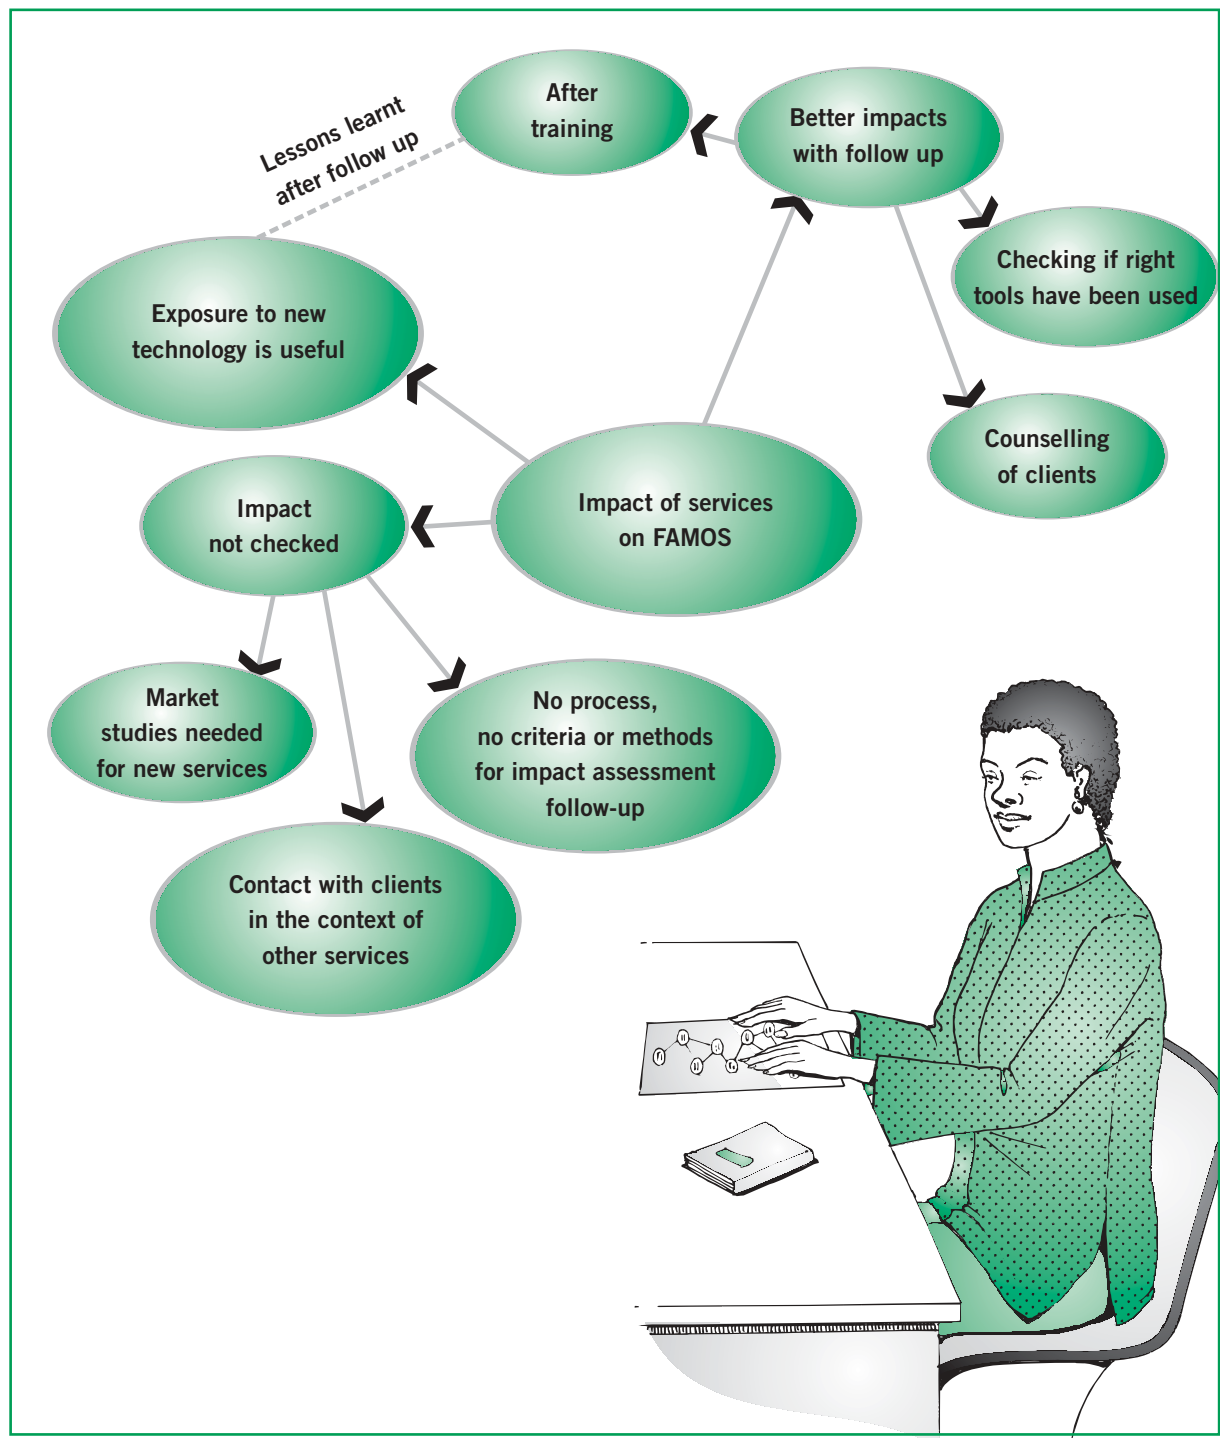 After
training
Better impacts
with follow up
Lessons learnt
after follow up
Checking if right
tools have been used
Exposure to new
technology is useful
Counselling
of clients
Impact of services
on FAMOS
Impact
not checked
Market
studies needed
for new services
No process,
no criteria or methods
for impact assessment
follow-up
Contact with clients
in the context of
other services